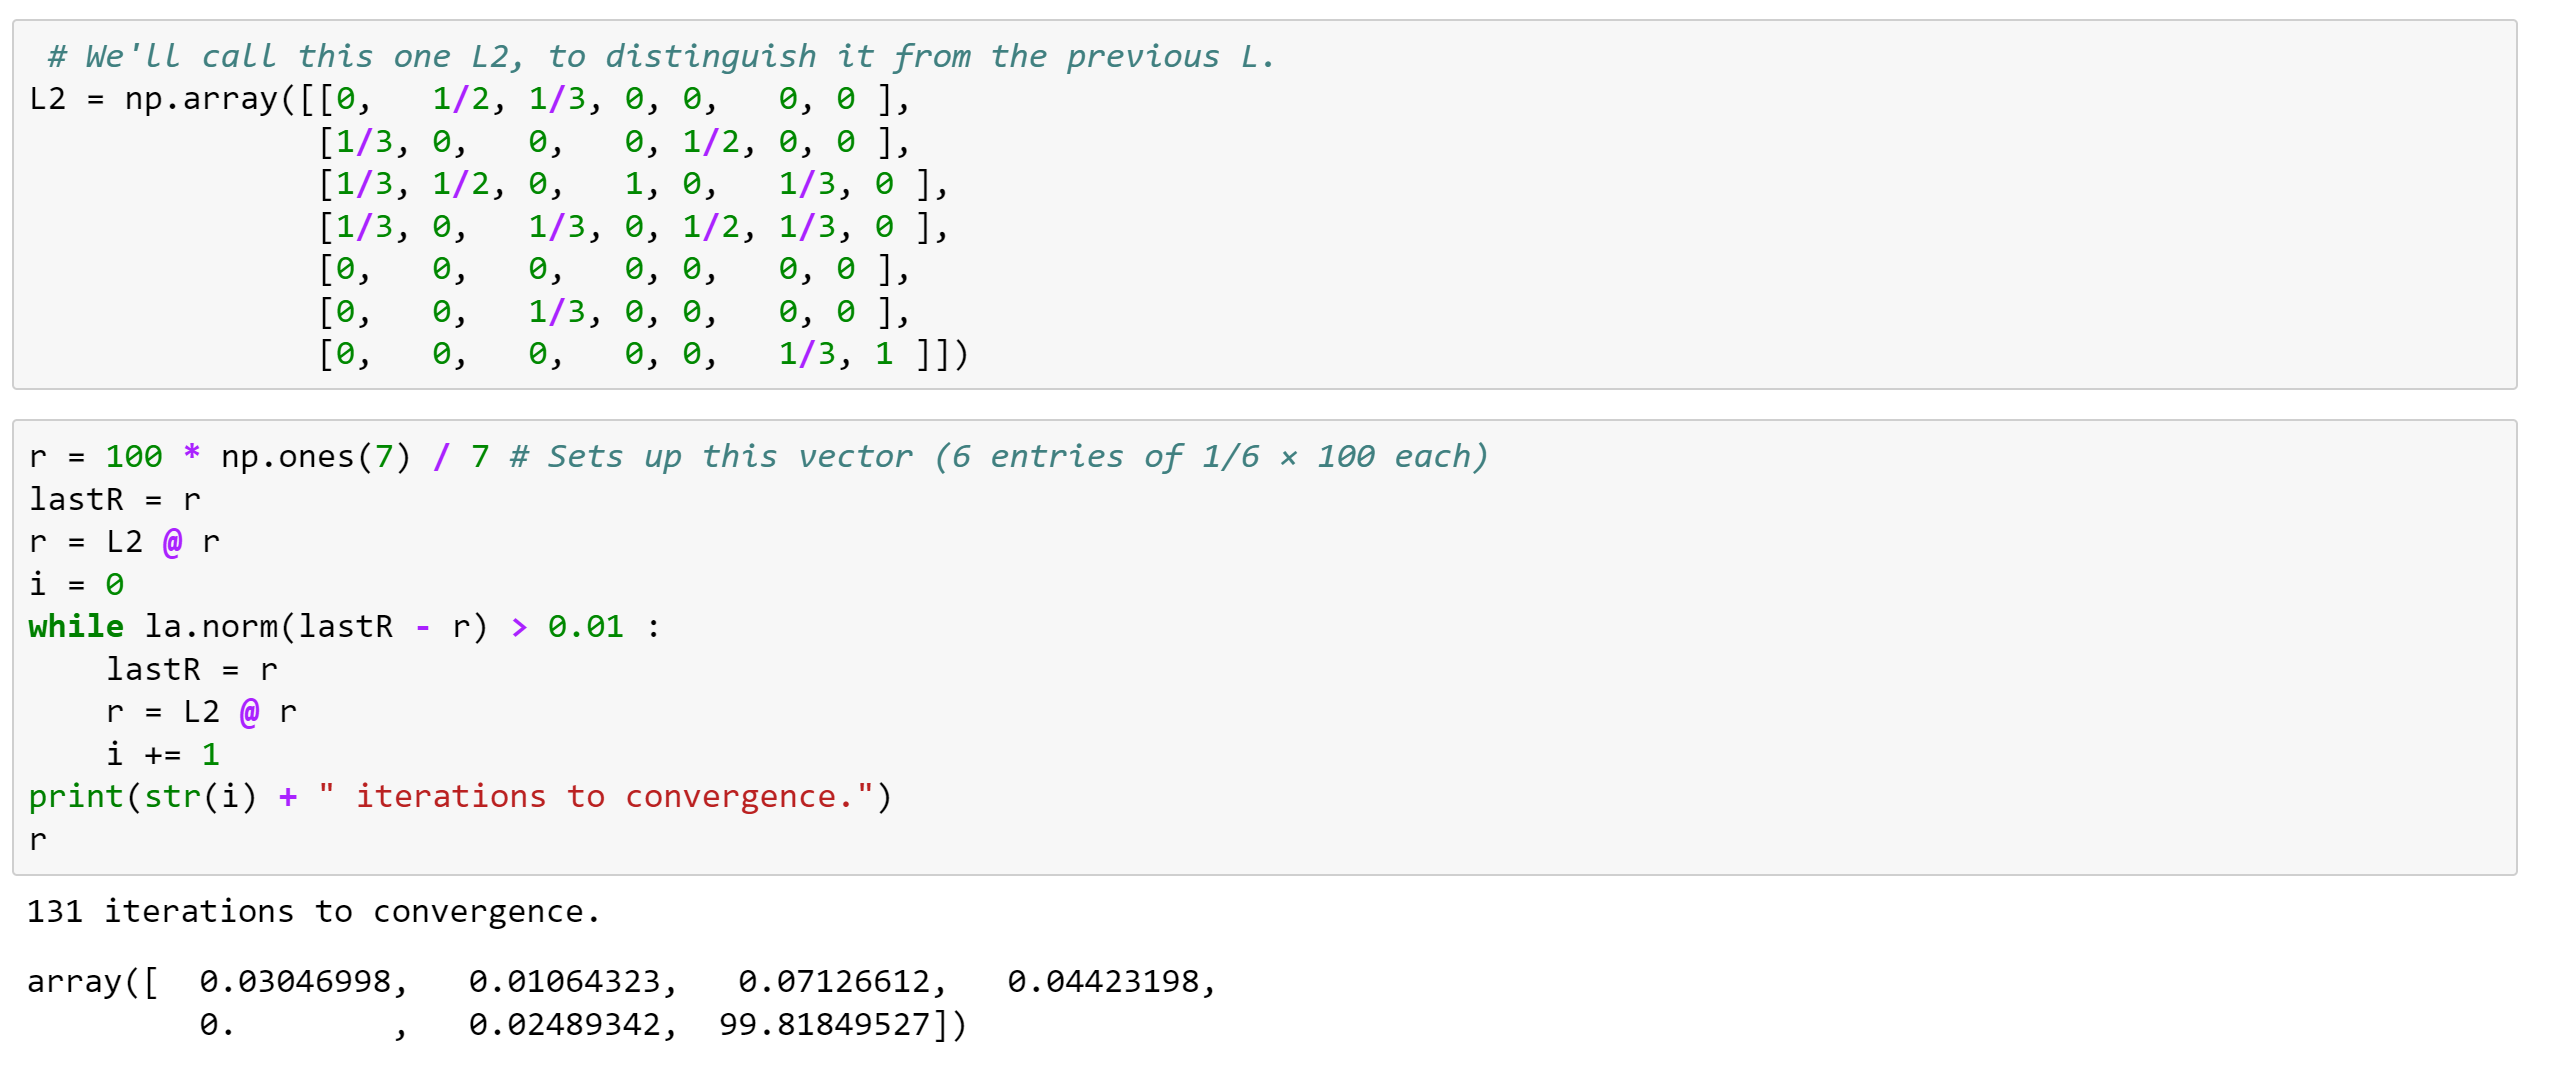 # We'll call this one L2, to distinguish it from the previous L.
L2 = np.array([[0,   1/2, 1/3, 0, 0,   0, 0 ],
               [1/3, 0,   0,   0, 1/2, 0, 0 ],
               [1/3, 1/2, 0,   1, 0,   1/3, 0 ],
               [1/3, 0,   1/3, 0, 1/2, 1/3, 0 ],
               [0,   0,   0,   0, 0,   0, 0 ],
               [0,   0,   1/3, 0, 0,   0, 0 ],
               [0,   0,   0,   0, 0,   1/3, 1 ]])
r = 100 * np.ones(7) / 7 # Sets up this vector (6 entries of 1/6 × 100 each)
lastR = r
r = L2 @ r
i = 0
while la.norm(lastR - r) > 0.01 :
    lastR = r
    r = L2 @ r
    i += 1
print(str(i) + " iterations to convergence.")
r
131 iterations to convergence.
array([  0.03046998,   0.01064323,   0.07126612,   0.04423198,
         0.        ,   0.02489342,  99.81849527])